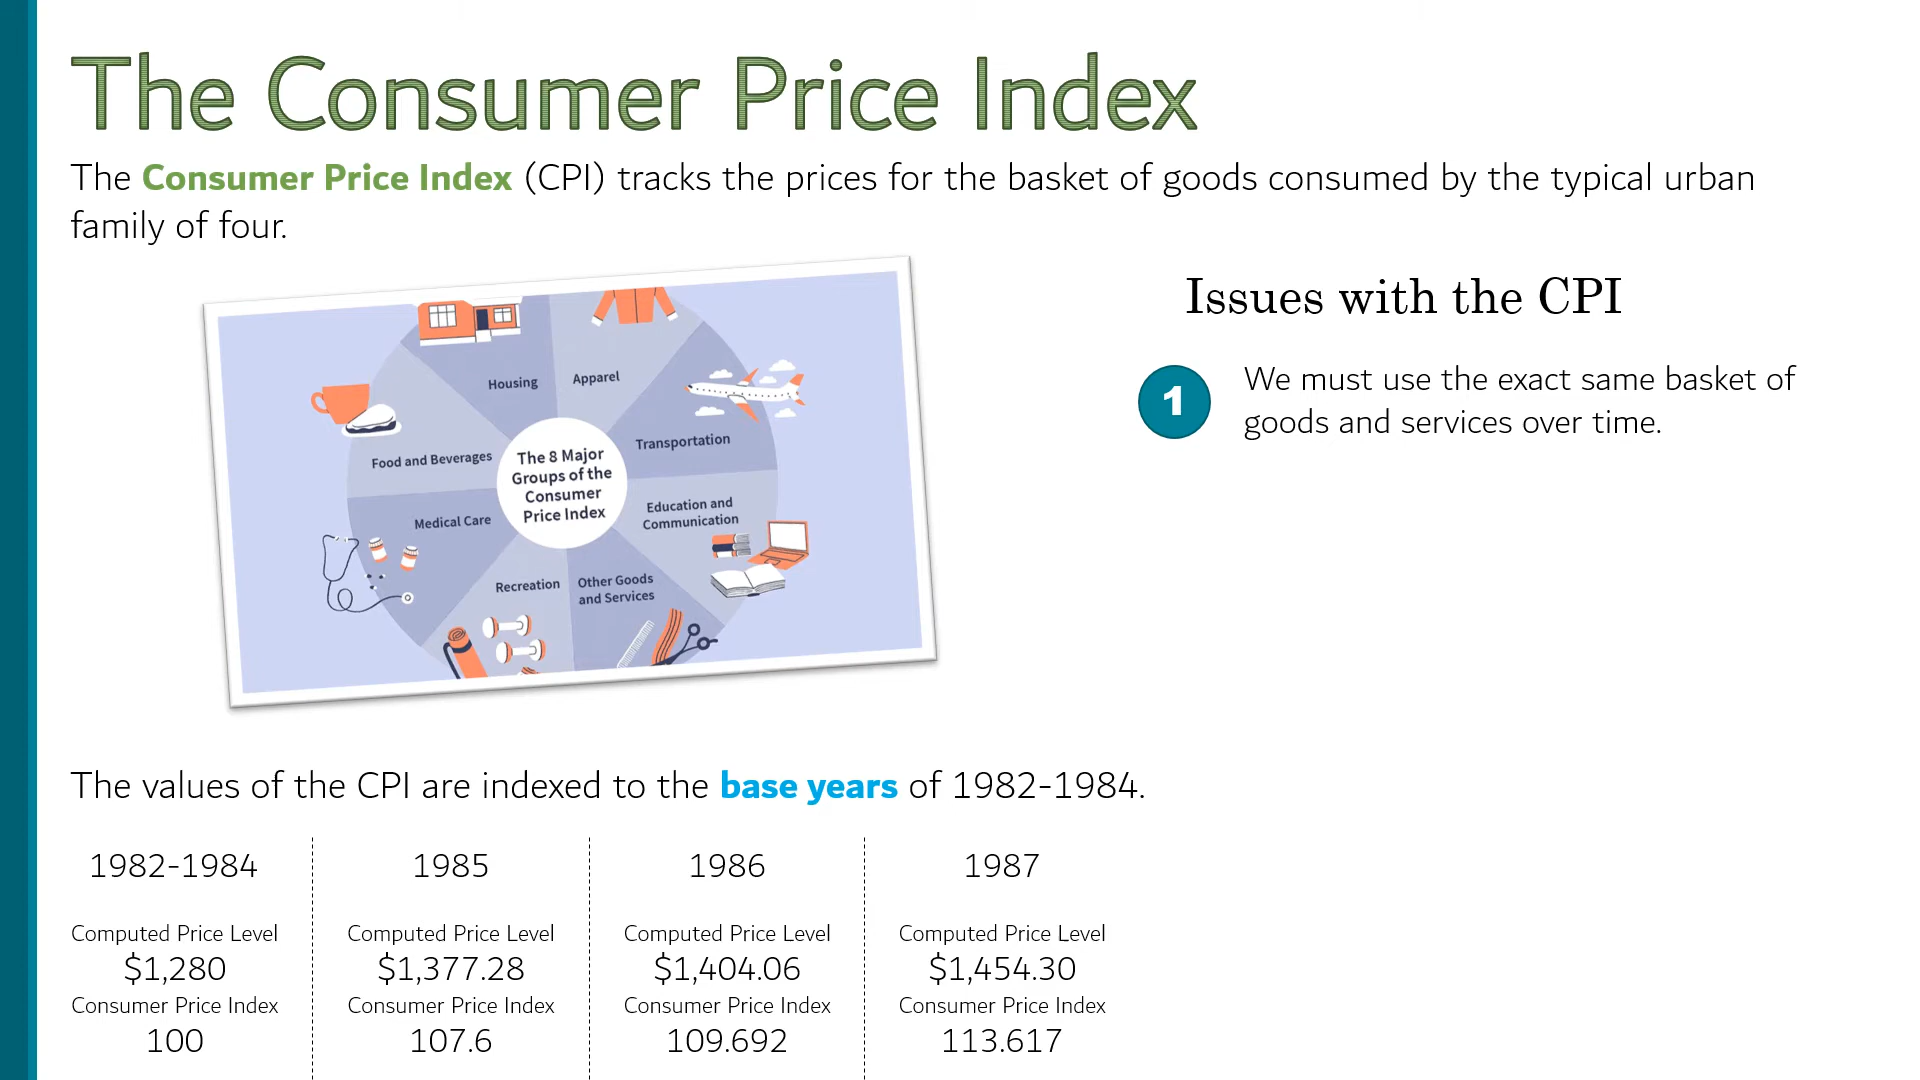 The Consumer Price Index
The Consumer Price Index (CPI) tracks the prices for the basket of goods consumed by the typical urban
family of four.
Housing
Apparel
Food and Beverages
Transportation
The 8 Major
Groups of the
Consumer
Price Index
Medical Care
Education and
Communication
Recreation
Other Goods
and Services
Issues with the CPI
1
We must use the exact same basket of
goods and services over time.
The values of the CPI are indexed to the base years of 1982-1984.
1982-1984
Computed Price Level
$1,280
Consumer Price Index
100
1985
Computed Price Level
$1,377.28
Consumer Price Index
107.6
1986
Computed Price Level
$1,404.06
Consumer Price Index
109.692
1987
Computed Price Level
$1,454.30
Consumer Price Index
113.617